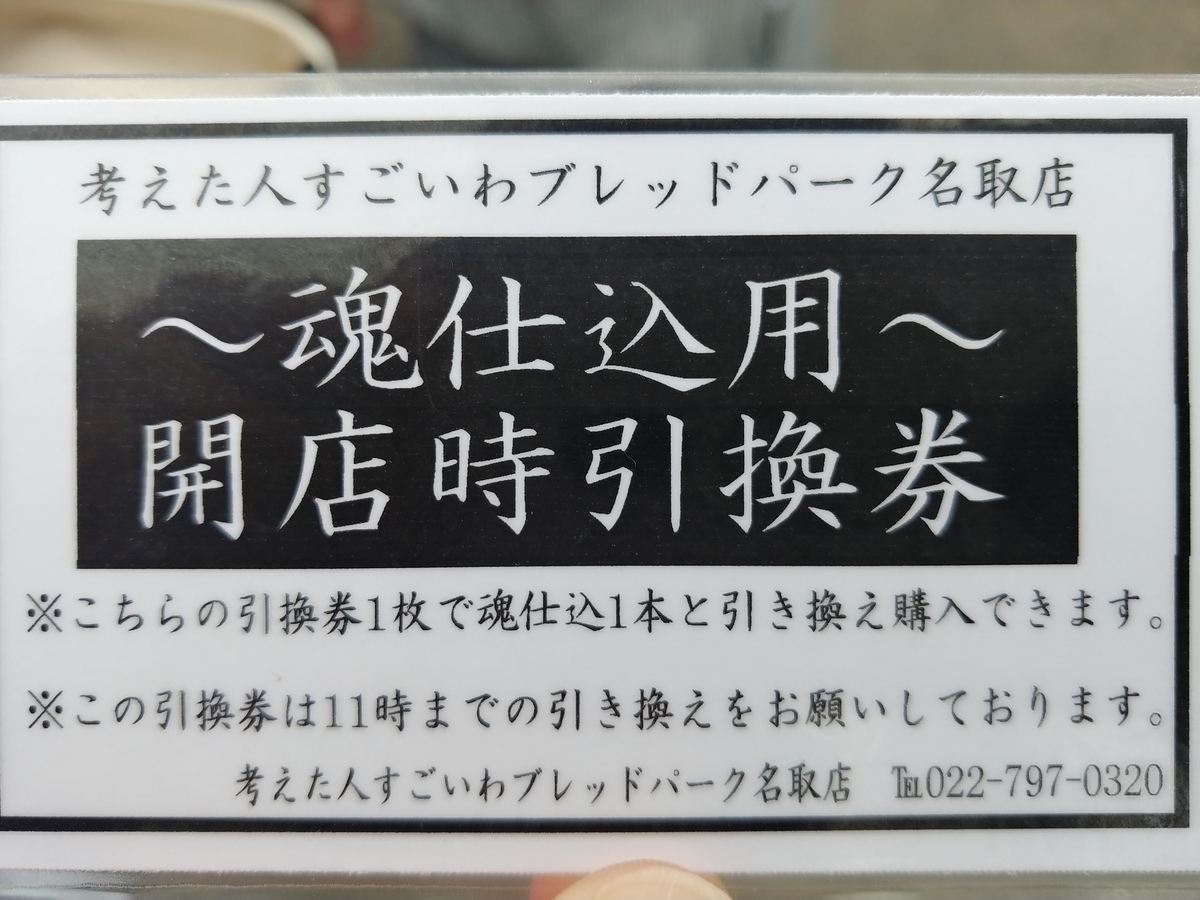 考えた人すごいわブレッドパーク名取店
～魂仕込用～
開店時引換券
※こちらの引換券1枚で魂仕込1本と引き換え購入できます。
※この引換券は11時までの引き換えをお願いしております。
考えた人すごいわブレッドパーク名取店　℡022-797-0320